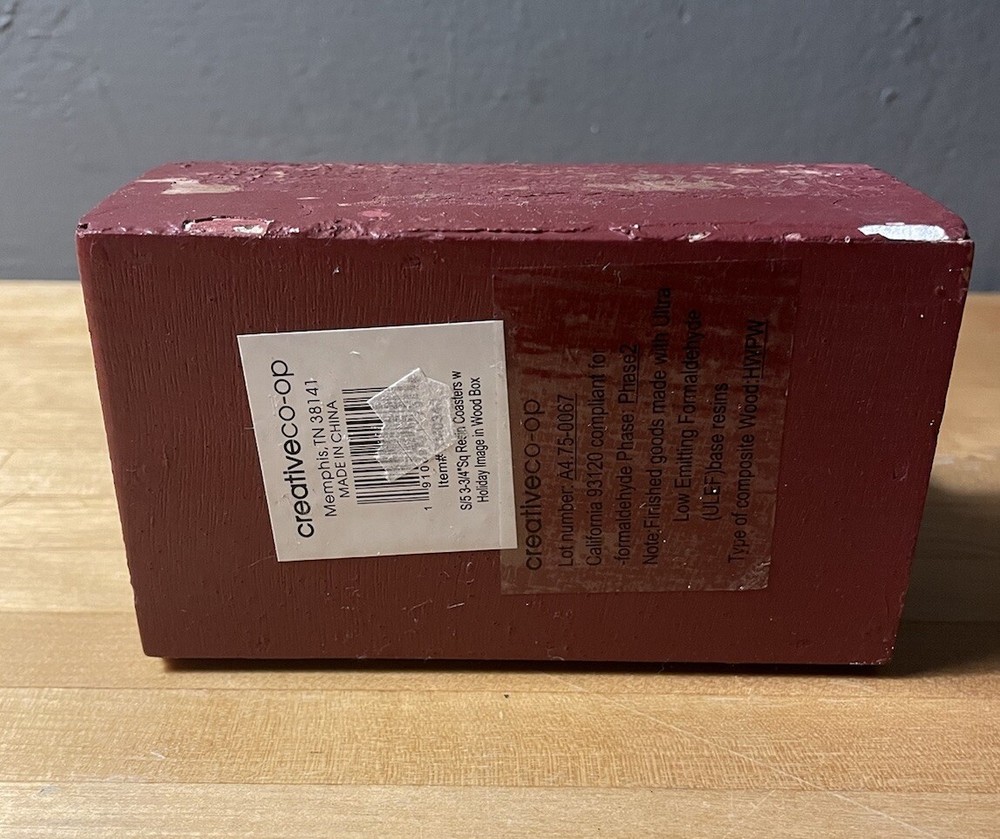 creativeco-op
Memphis, TN 38141
MADE IN CHINA
1 910
Item#
S/5 3-3/4"Sq Resin Coasters w
Holiday Image in Wood Box
creativeco-op
Lot number: A475-0067
California 93120 compliant for
-formaldehyde Phase Phase2
Note:Finished goods made with Ultra
Low Emitting Formaldehyde
(ULEF)base resins
Type of composite Wood:HWPW